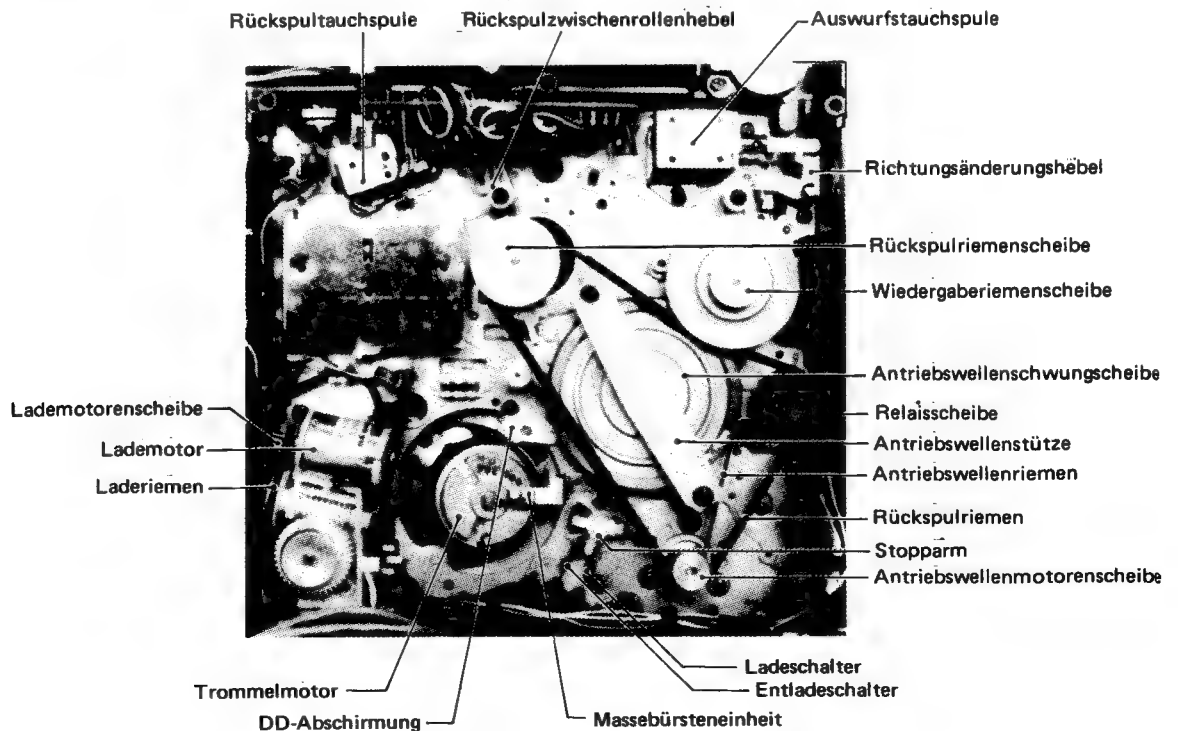 Rückspultauchspule
Rückspulzwischenrollenhebel
Auswurfstauchspule
Richtungsänderungshebel
Rückspulriemenscheibe
Wiedergaberiemenscheibe
Antriebswellenschwungscheibe
Lademotorenscheibe
Relaisscheibe
Lademotor
Antriebswellenstütze
Antriebswellenriemen
Laderiemen
Rückspulriemen
Stopparm
Antriebswellenmotorenscheibe
Ladeschalter
Trommelmotor
Entladeschalter
DD-Abschirmung
Massebürsteneinheit